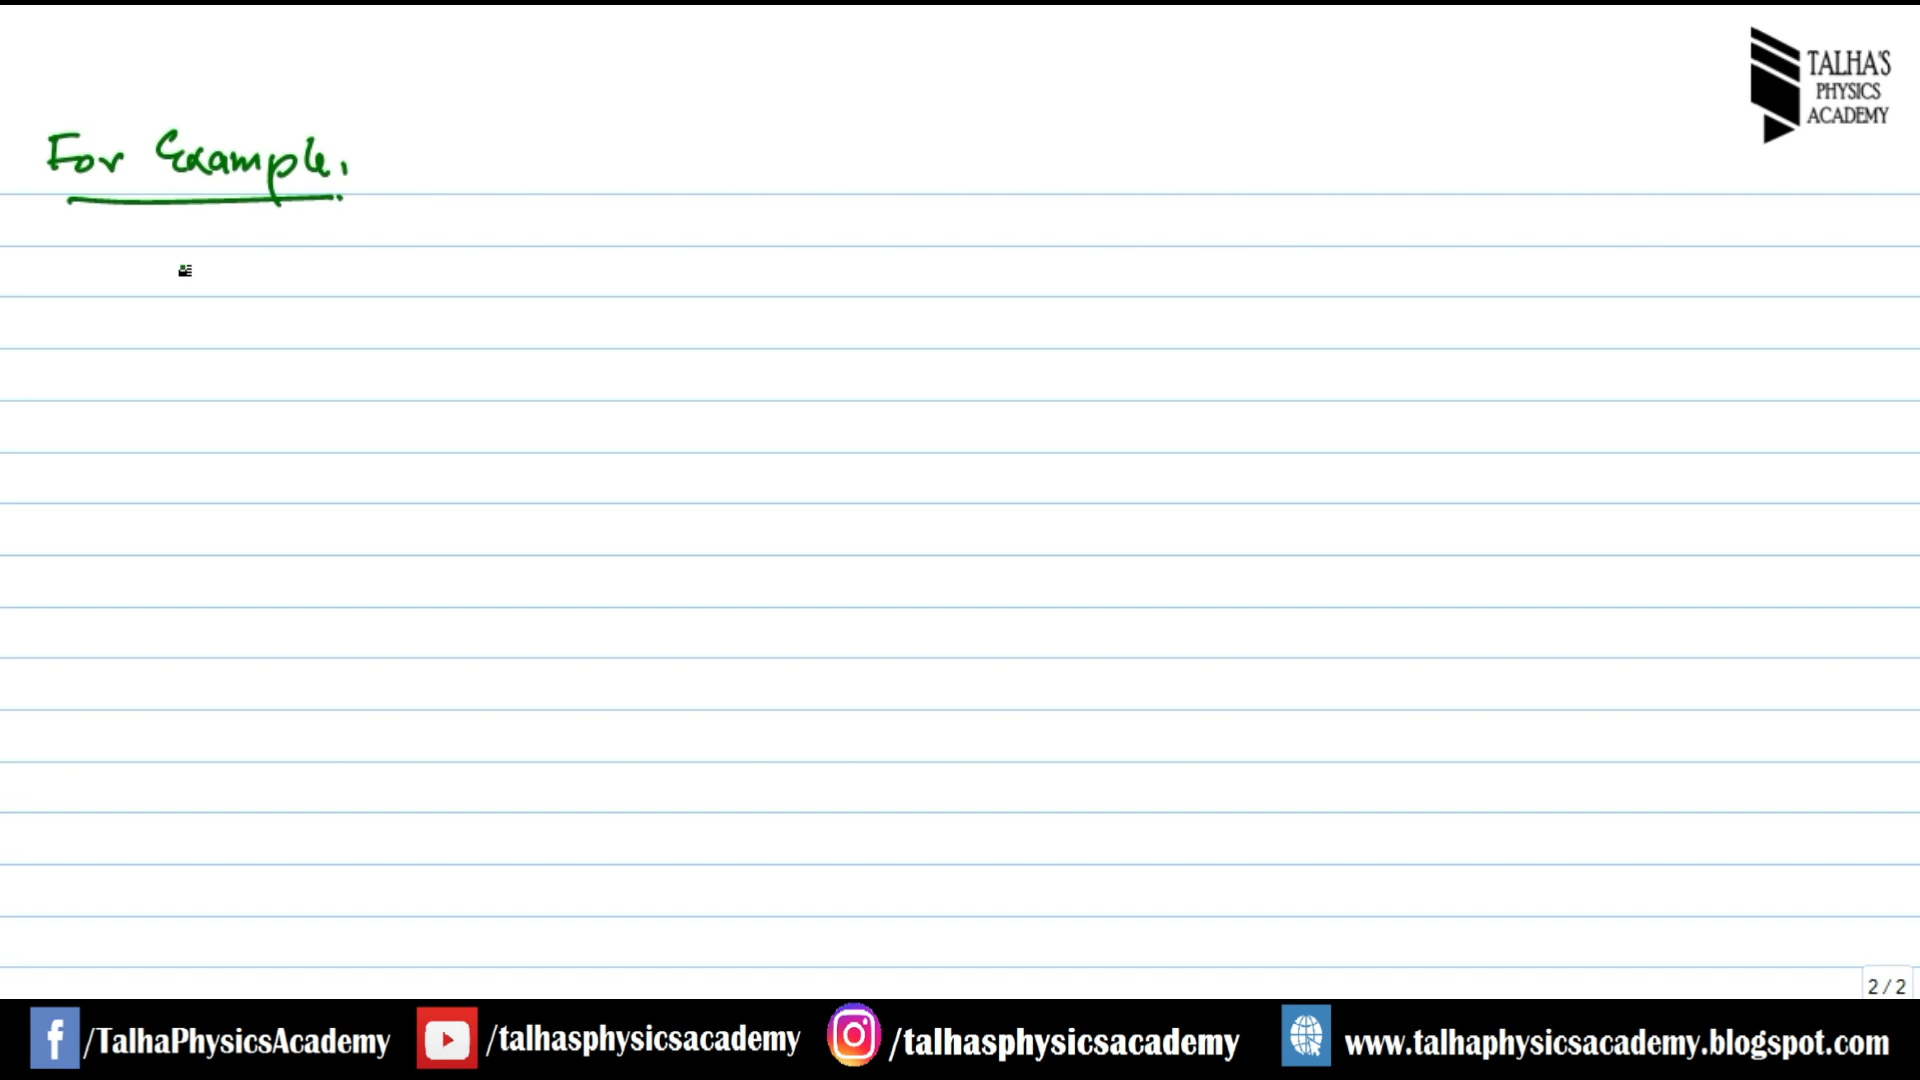 TALHA'S
PHYSICS
ACADEMY
For Example,
2 / 2
/TalhaPhysicsAcademy
/talhasphysicsacademy
/talhasphysicsacademy
www.talhaphysicsacademy.blogspot.com